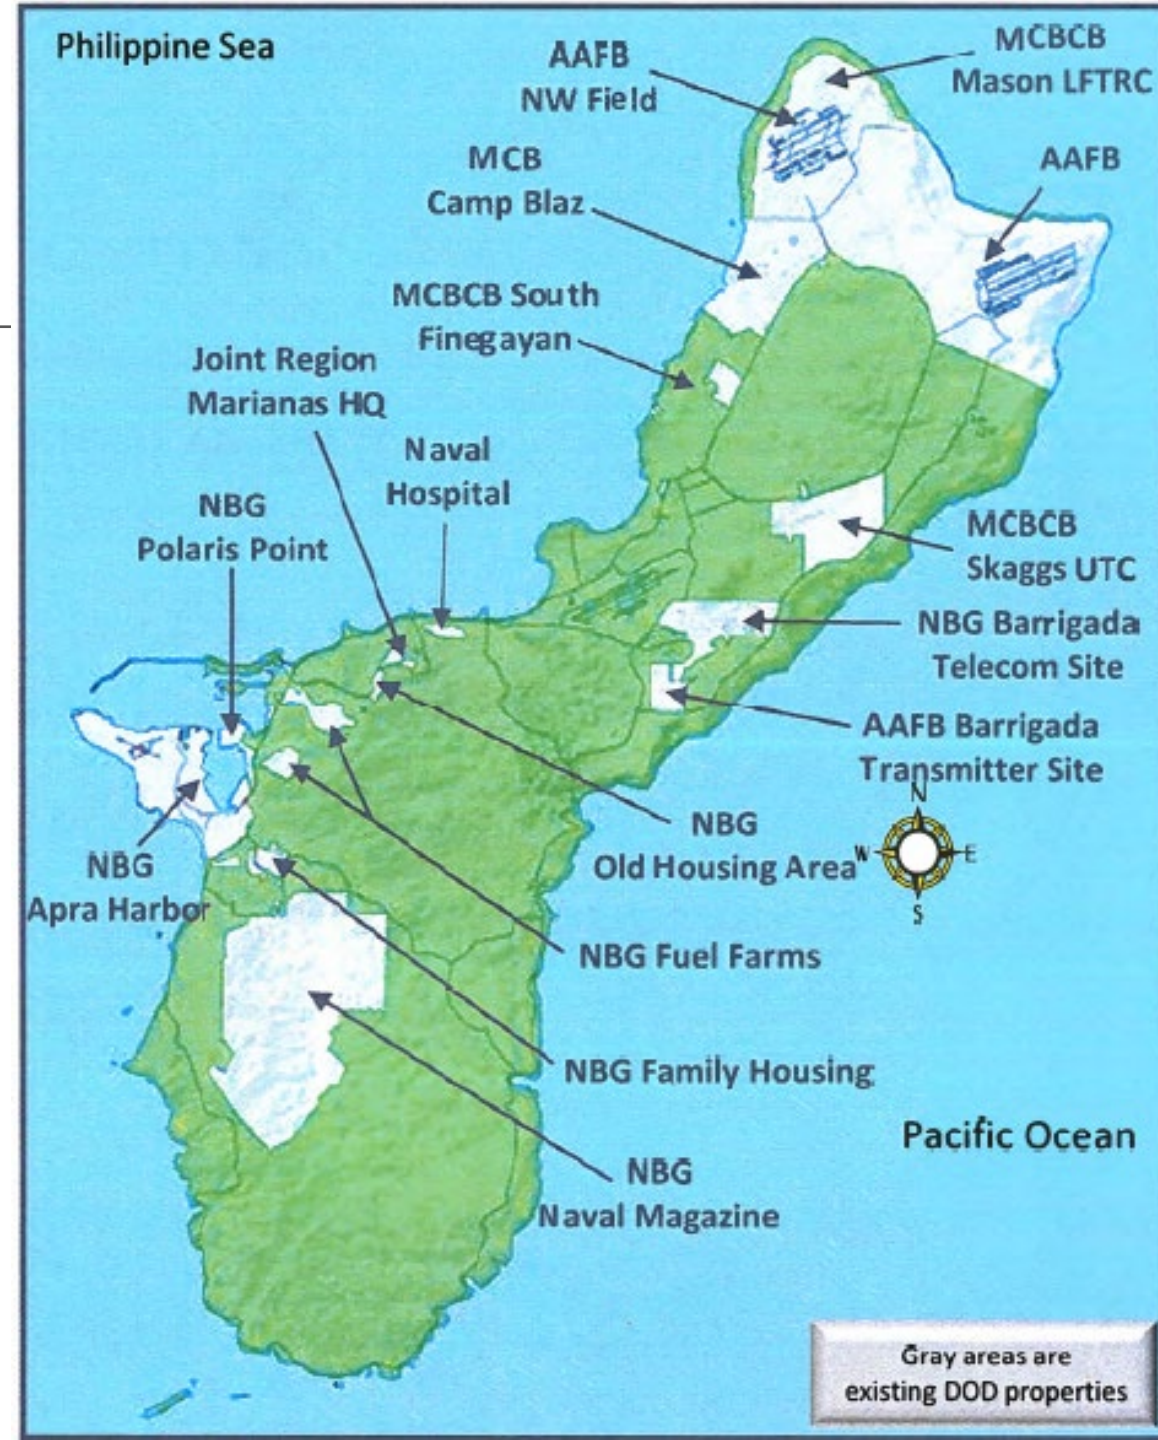 Philippine Sea
AAFB
NW Field
MCBCB
Mason LFTRC
MCB
Camp Blaz
AAFB
MCBCB South
Finegayan
Joint Region
Marianas HQ
Naval
Hospital
NBG
Polaris Point
MCBCB
Skaggs UTC
NBG Barrigada
Telecom Site
AAFB Barrigada
Transmitter Site
N
W
E
S
NBG
Old Housing Area
NBG
Apra Harbor
NBG Fuel Farms
NBG Family Housing
Pacific Ocean
NBG
Naval Magazine
Gray areas are
existing DOD properties